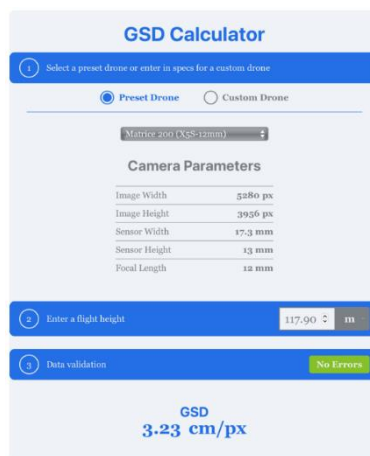 GSD Calculator
1 Select a preset drone or enter in specs for a custom drone
Preset Drone Custom Drone
Matrice 200 (X5S-12mm)
Camera Parameters
Image Width 5280 px
Image Height 3956 px
Sensor Width 17.3 mm
Sensor Height 13 mm
Focal Length 12 mm
2 Enter a flight height 117.90 m
3 Data validation No Errors
GSD
3.23 cm/px